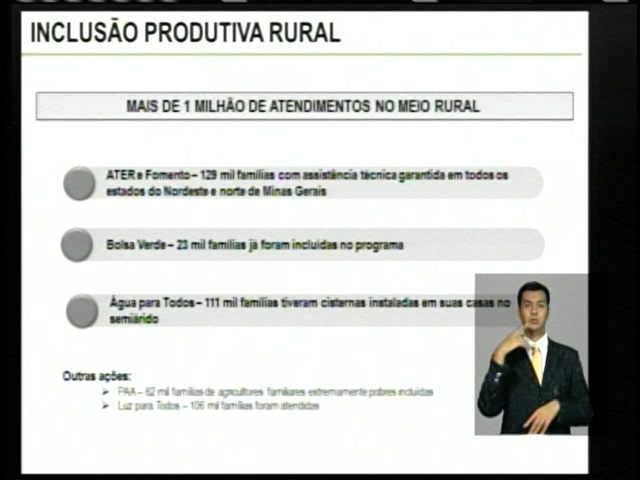 INCLUSÃO PRODUTIVA RURAL
MAIS DE 1 MILHÃO DE ATENDIMENTOS NO MEIO RURAL
ATER e Fomento – 129 mil famílias com assistência técnica garantida em todos os
estados do Nordeste e norte de Minas Gerais
Bolsa Verde – 23 mil famílias já foram incluídas no programa
Água para Todos – 111 mil famílias tiveram cisternas instaladas em suas casas no
semiárido
Outras ações:
PAA – 82 mil famílias de agricultores familiares extremamente pobres incluídas
Luz para Todos – 106 mil famílias foram atendidas